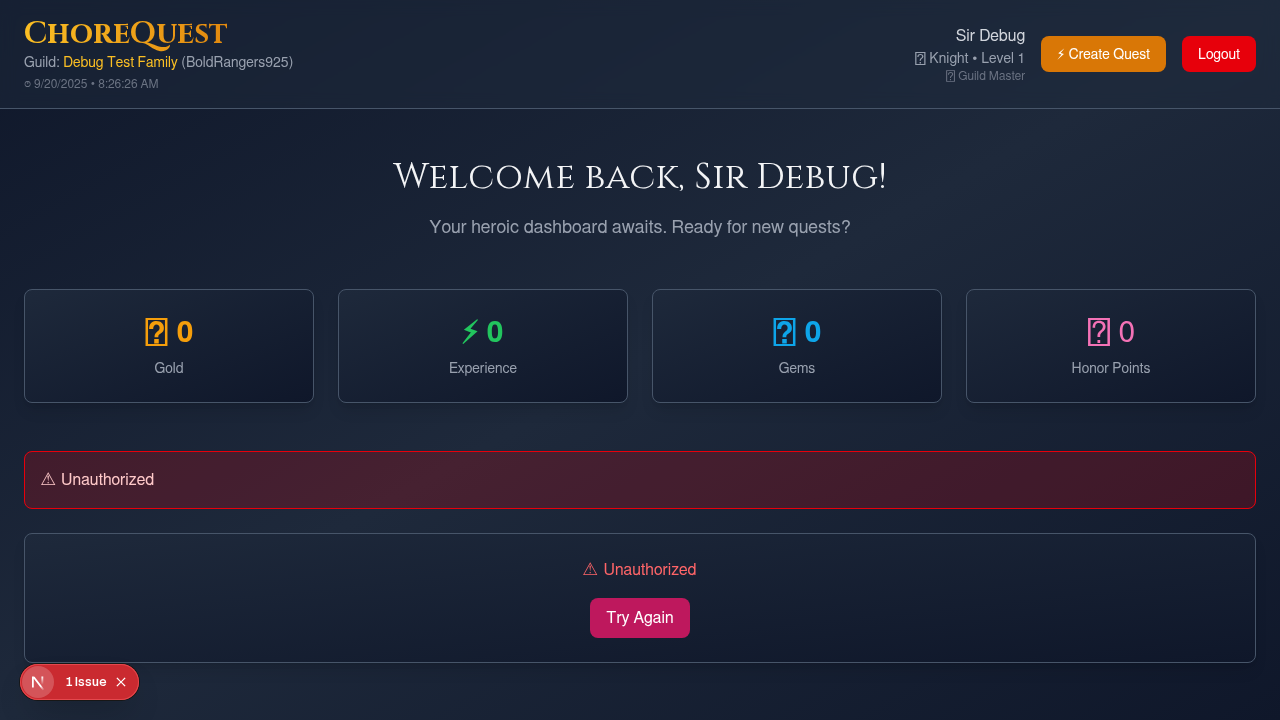 ChoreQuest
Guild: Debug Test Family (BoldRangers925)
9/20/2025 • 8:26:26 AM
Sir Debug
Knight • Level 1
Guild Master
⚡ Create Quest
Logout
Welcome back, Sir Debug!
Your heroic dashboard awaits. Ready for new quests?
0
Gold
⚡ 0
Experience
0
Gems
0
Honor Points
⚠ Unauthorized
⚠ Unauthorized
Try Again
N
1 Issue